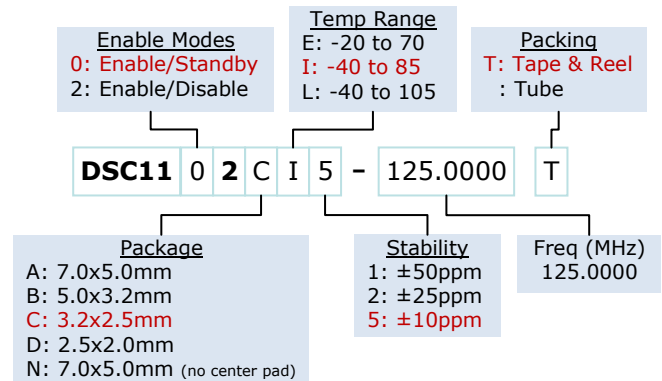 Enable Modes
0: Enable/Standby
2: Enable/Disable
Temp Range
E: -20 to 70
I: -40 to 85
L: -40 to 105
Packing
T: Tape & Reel
: Tube
DSC11 0 2 C I 5 – 125.0000 T
Package
A: 7.0x5.0mm
B: 5.0x3.2mm
C: 3.2x2.5mm
D: 2.5x2.0mm
N: 7.0x5.0mm (no center pad)
Stability
1: ±50ppm
2: ±25ppm
5: ±10ppm
Freq (MHz)
125.0000